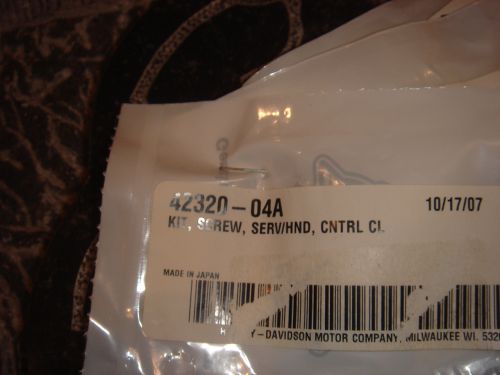 42320-04A 10/17/07
KIT, SCREW, SERV/HND, CNTRL CL
MADE IN JAPAN
H Y-DAVIDSON MOTOR COMPANY, MILWAUKEE WI. 532